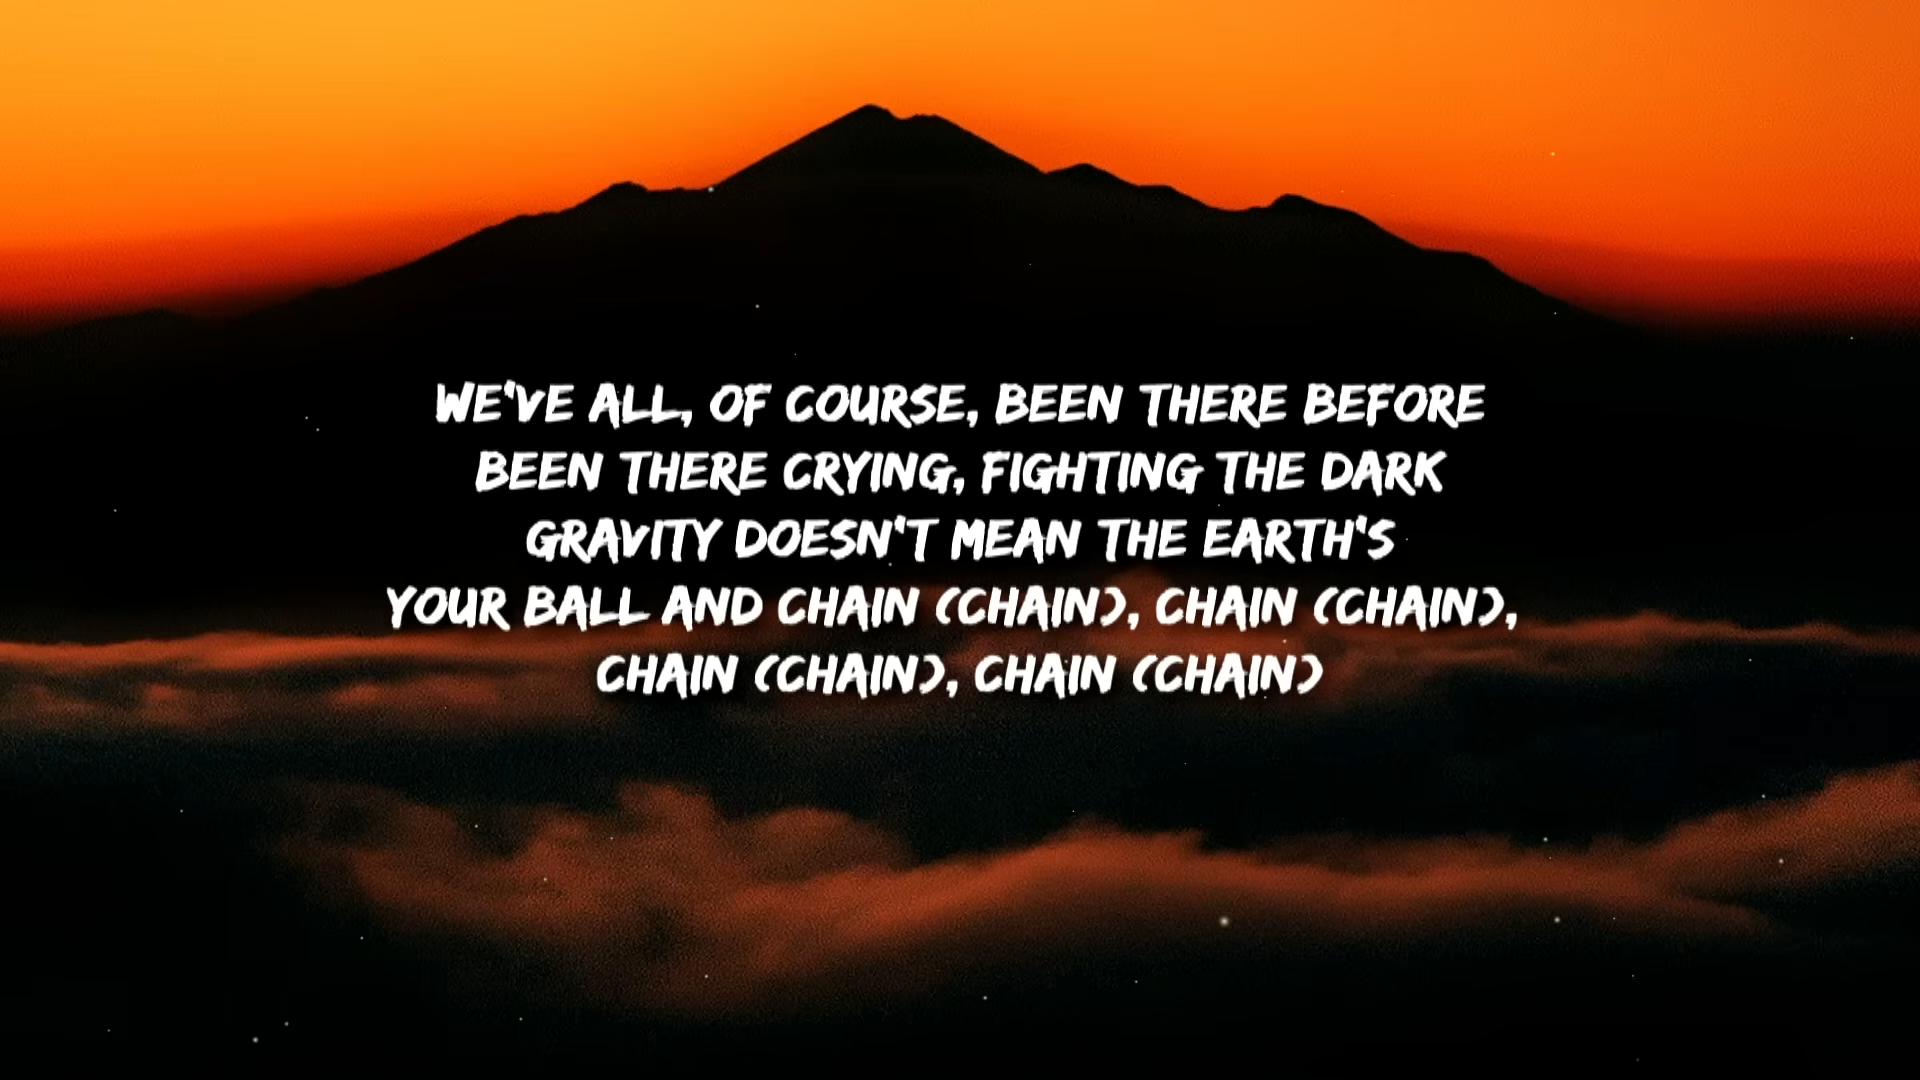 WE'VE ALL, OF COURSE, BEEN THERE BEFORE
BEEN THERE CRYING, FIGHTING THE DARK
GRAVITY DOESN'T MEAN THE EARTH'S
YOUR BALL AND CHAIN (CHAIN), CHAIN (CHAIN),
CHAIN (CHAIN), CHAIN (CHAIN)